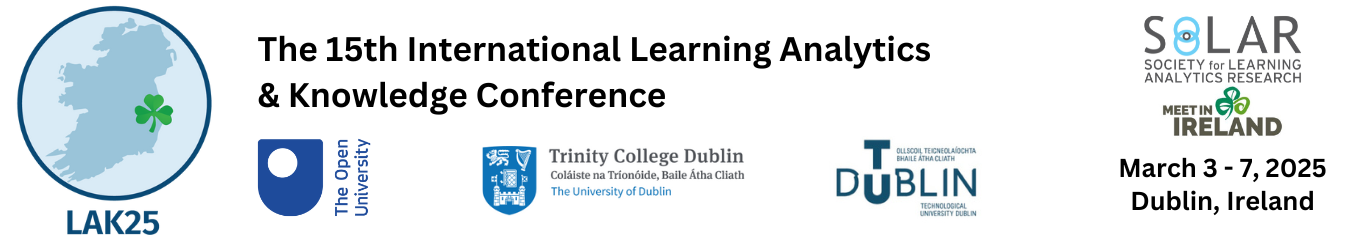 LAK25
The 15th International Learning Analytics
& Knowledge Conference
The Open
University
Trinity College Dublin
Coláiste na Tríonóide, Baile Átha Cliath
The University of Dublin
OLLSCOIL TEICNEOLAÍOCHTA
BHAILE ÁTHA CLIATH
TU DUBLIN
TECHNOLOGICAL
UNIVERSITY DUBLIN
SOLAR
SOCIETY for LEARNING
ANALYTICS RESEARCH
MEET IN
IRELAND
March 3 - 7, 2025
Dublin, Ireland